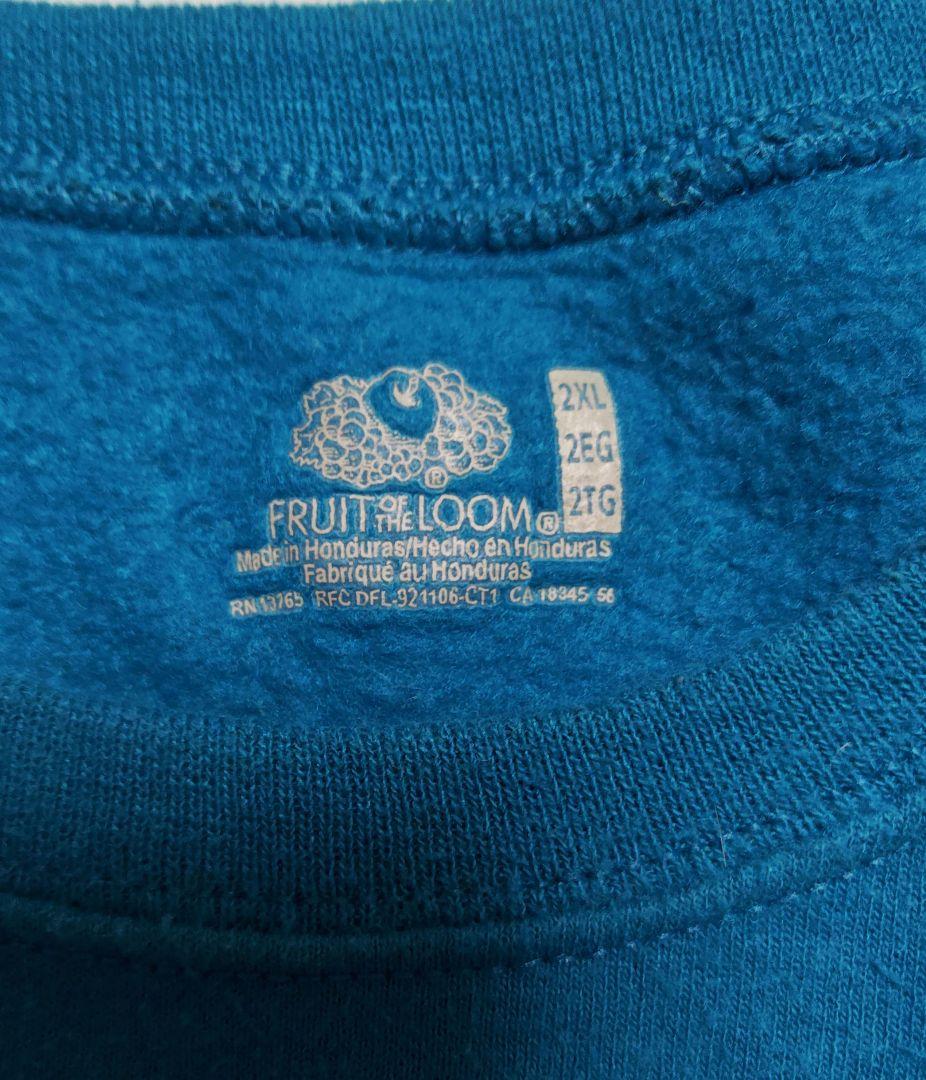 ®
FRUIT OF THE LOOM®
2XL
2EG
2TG
Made in Honduras/Hecho en Honduras
Fabriqué au Honduras
RN 13765 RFC DFL-921106-CT1 CA 18345 56